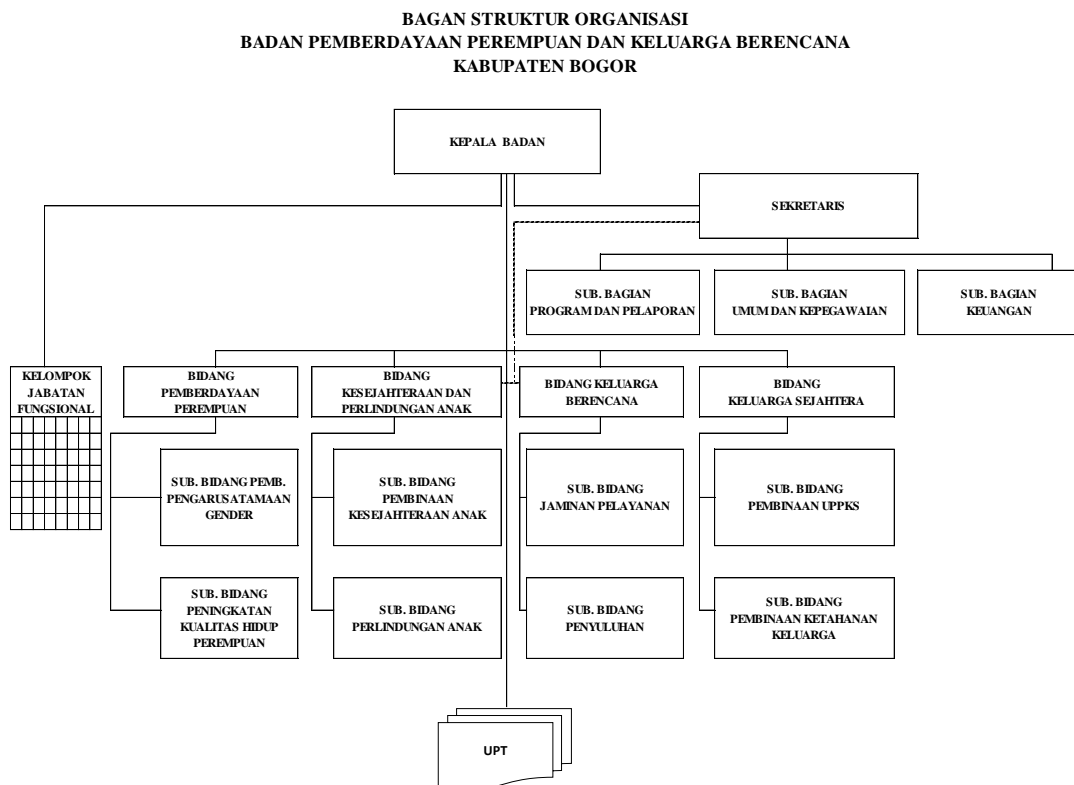 BAGAN STRUKTUR ORGANISASI
BADAN PEMBERDAYAAN PEREMPUAN DAN KELUARGA BERENCANA
KABUPATEN BOGOR
KEPALA BADAN
SEKRETARIS
SUB. BAGIAN
PROGRAM DAN PELAPORAN
SUB. BAGIAN
UMUM DAN KEPEGAWAIAN
SUB. BAGIAN
KEUANGAN
KELOMPOK
JABATAN
FUNGSIONAL
BIDANG
PEMBERDAYAAN
PEREMPUAN
BIDANG
KESEJAHTERAAN DAN
PERLINDUNGAN ANAK
BIDANG KELUARGA
BERENCANA
BIDANG
KELUARGA SEJAHTERA
SUB. BIDANG PEMB.
PENGARUSATAMAAN
GENDER
SUB. BIDANG
PEMBINAAN
KESEJAHTERAAN ANAK
SUB. BIDANG
JAMINAN PELAYANAN
SUB. BIDANG
PEMBINAAN UPPKS
SUB. BIDANG
PENINGKATAN
KUALITAS HIDUP
PEREMPUAN
SUB. BIDANG
PERLINDUNGAN ANAK
SUB. BIDANG
PENYULUHAN
SUB. BIDANG
PEMBINAAN KETAHANAN
KELUARGA
UPT